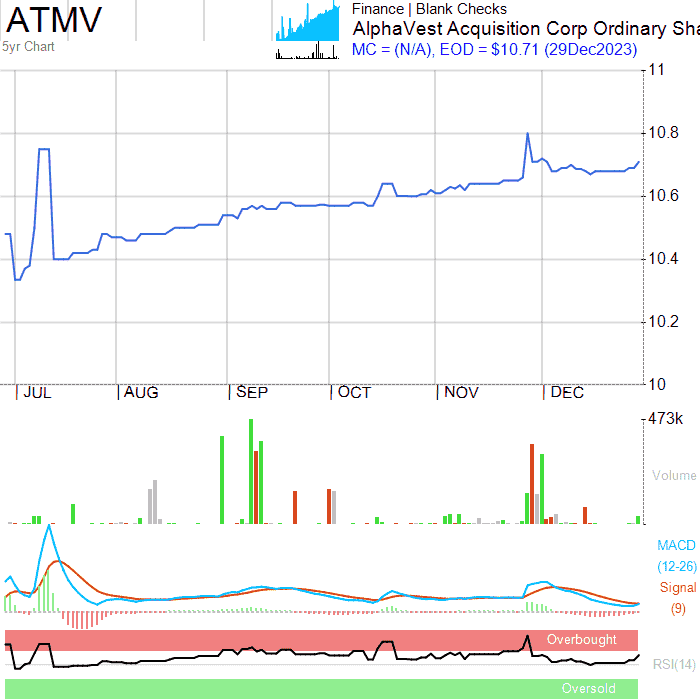 ATMV
5yr Chart
Finance | Blank Checks
AlphaVest Acquisition Corp Ordinary Sha
MC = (N/A), EOD = $10.71 (29Dec2023)
11
10.8
10.6
10.4
10.2
10
JUL AUG SEP OCT NOV DEC
473k
Volume
MACD
(12-26)
Signal
(9)
Overbought
RSI(14)
Oversold